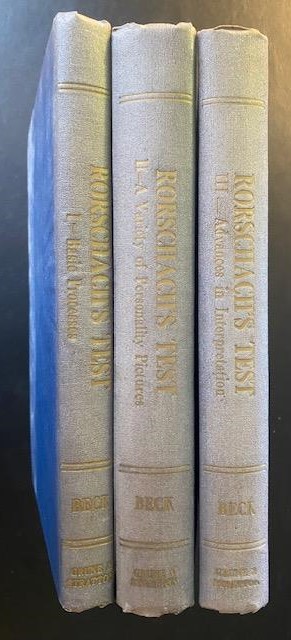 RORSCHACH'S TEST
I—Basic Processes
BECK
GRUNE &
STRATTON
RORSCHACH'S TEST
II—A Variety of Personality Pictures
BECK
GRUNE &
STRATTON
RORSCHACH'S TEST
III—Advances in Interpretation
BECK
GRUNE &
STRATTON